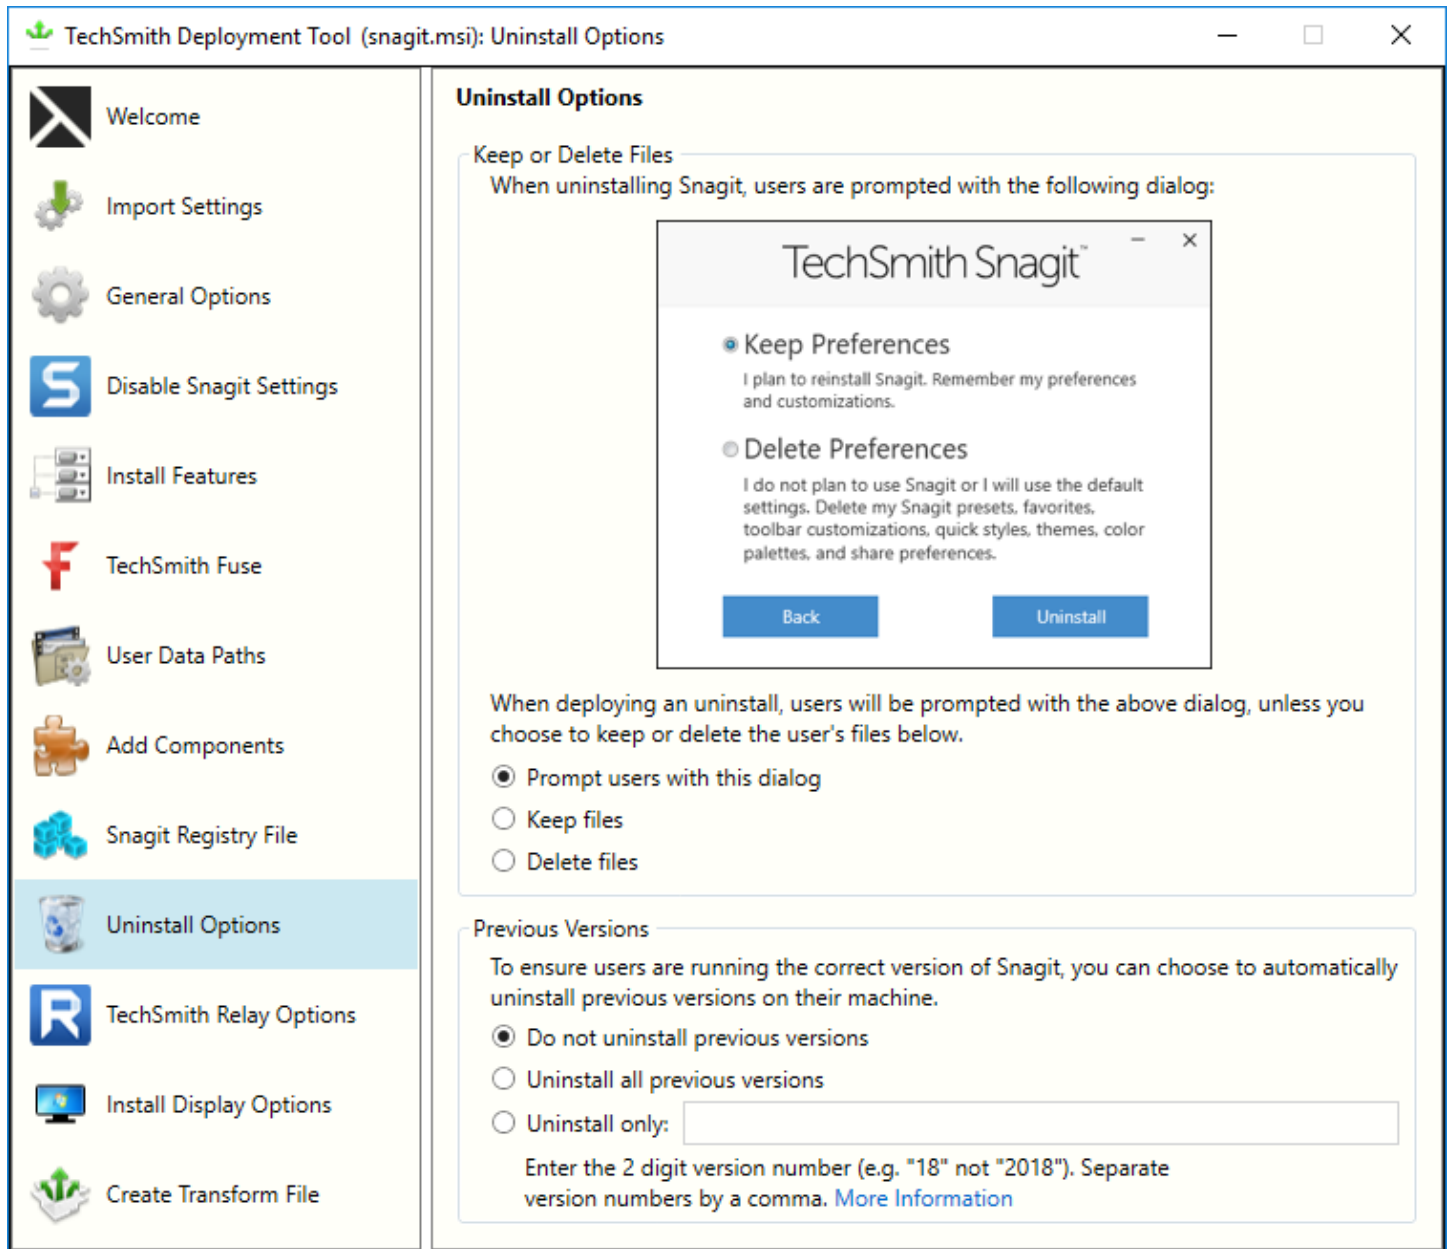 TechSmith Deployment Tool (snagit.msi): Uninstall Options
Welcome
Import Settings
General Options
Disable Snagit Settings
Install Features
TechSmith Fuse
User Data Paths
Add Components
Snagit Registry File
Uninstall Options
TechSmith Relay Options
Install Display Options
Create Transform File
Uninstall Options
Keep or Delete Files
When uninstalling Snagit, users are prompted with the following dialog:
TechSmith Snagit™
Keep Preferences
I plan to reinstall Snagit. Remember my preferences
and customizations.
Delete Preferences
I do not plan to use Snagit or I will use the default
settings. Delete my Snagit presets, favorites,
toolbar customizations, quick styles, themes, color
palettes, and share preferences.
Back
Uninstall
When deploying an uninstall, users will be prompted with the above dialog, unless you
choose to keep or delete the user's files below.
Prompt users with this dialog
Keep files
Delete files
Previous Versions
To ensure users are running the correct version of Snagit, you can choose to automatically
uninstall previous versions on their machine.
Do not uninstall previous versions
Uninstall all previous versions
Uninstall only:
Enter the 2 digit version number (e.g. "18" not "2018"). Separate
version numbers by a comma. More Information